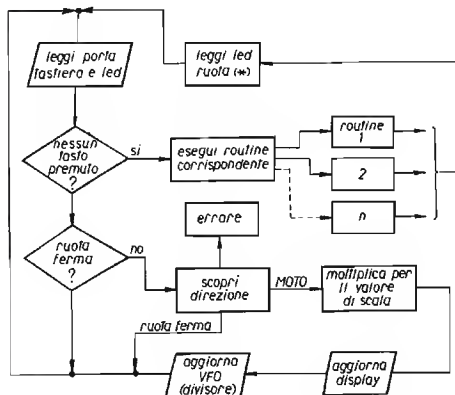 leggi porta
tastiera e led
leggi led
ruota (*)
nessun
tasto
premuto
?
si
esegui routine
corrispondente
routine
1
2
n
errore
ruota
ferma
?
no
scopri
direzione
MOTO
moltiplica per
il valore
di scala
ruota ferma
aggiorna
VFO
(divisore)
aggiorna
display